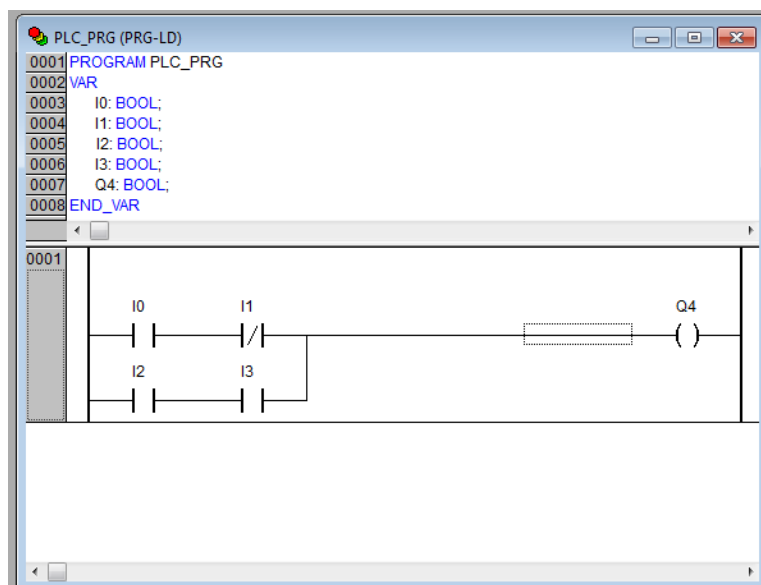 PLC_PRG (PRG-LD)
0001 PROGRAM PLC_PRG
0002 VAR
0003 I0: BOOL;
0004 I1: BOOL;
0005 I2: BOOL;
0006 I3: BOOL;
0007 Q4: BOOL;
0008 END_VAR
0001
I0 I1 Q4
I2 I3